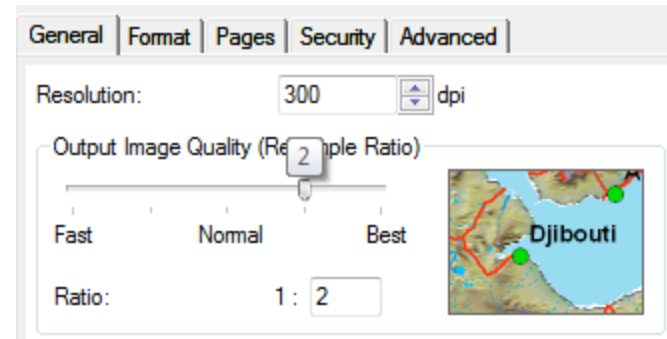 General Format Pages Security Advanced
Resolution: 300 dpi
Output Image Quality (Re ple Ratio)
2
Fast Normal Best
Djibouti
Ratio: 1 : 2